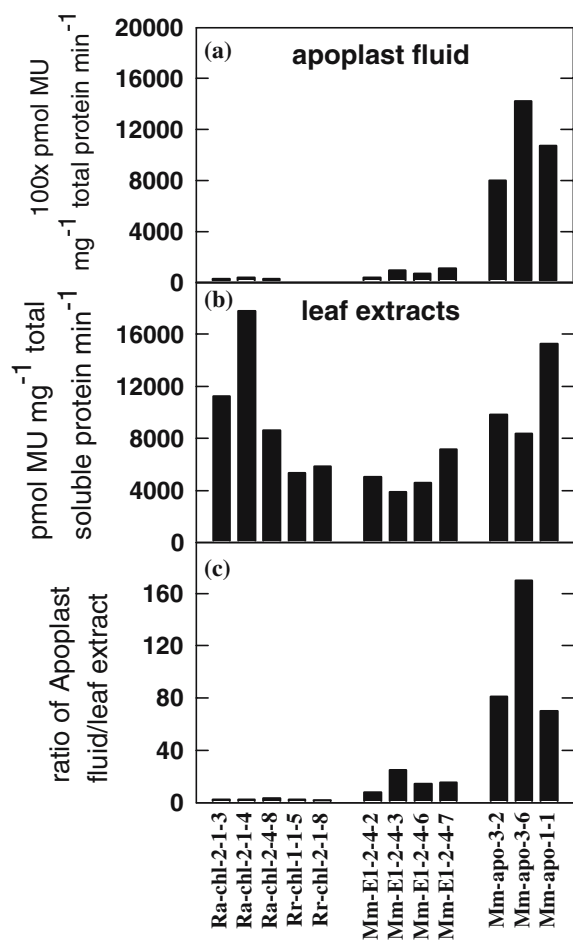 100x pmol MU
mg⁻¹ total protein min⁻¹
20000
16000
12000
8000
4000
0
(a)
apoplast fluid
pmol MU mg⁻¹ total
soluble protein min⁻¹
16000
12000
8000
4000
0
(b)
leaf extracts
ratio of Apoplast
fluid/leaf extract
160
120
80
40
0
(c)
Ra-chl-2-1-3
Ra-chl-2-1-4
Ra-chl-2-4-8
Rr-chl-1-1-5
Rr-chl-2-1-8
Mm-E1-2-4-2
Mm-E1-2-4-3
Mm-E1-2-4-6
Mm-E1-2-4-7
Mm-apo-3-2
Mm-apo-3-6
Mm-apo-1-1